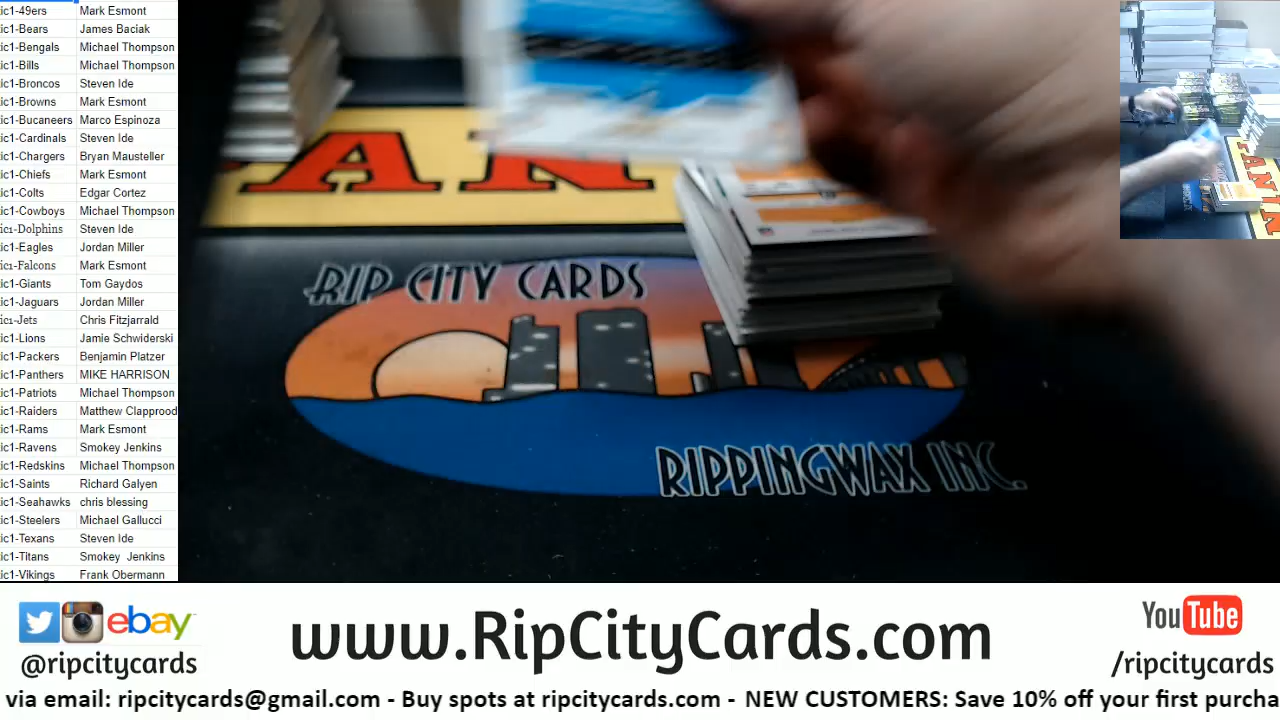 ic1-49ers Mark Esmont
ic1-Bears James Baciak
ic1-Bengals Michael Thompson
ic1-Bills Michael Thompson
ic1-Broncos Steven Ide
ic1-Browns Mark Esmont
ic1-Bucaneers Marco Espinoza
ic1-Cardinals Steven Ide
ic1-Chargers Bryan Mausteller
ic1-Chiefs Mark Esmont
ic1-Colts Edgar Cortez
ic1-Cowboys Michael Thompson
ic1-Dolphins Steven Ide
ic1-Eagles Jordan Miller
ic1-Falcons Mark Esmont
ic1-Giants Tom Gaydos
ic1-Jaguars Jordan Miller
ic1-Jets Chris Fitzjarrald
ic1-Lions Jamie Schwiderski
ic1-Packers Benjamin Platzer
ic1-Panthers MIKE HARRISON
ic1-Patriots Michael Thompson
ic1-Raiders Matthew Clapprood
ic1-Rams Mark Esmont
ic1-Ravens Smokey Jenkins
ic1-Redskins Michael Thompson
ic1-Saints Richard Galyen
ic1-Seahawks chris blessing
ic1-Steelers Michael Gallucci
ic1-Texans Steven Ide
ic1-Titans Smokey Jenkins
ic1-Vikings Frank Obermann
AN
RIP CITY CARDS
RIPPINGWAX INC.
ebay
@ripcitycards
www.RipCityCards.com
YouTube
/ripcitycards
via email: ripcitycards@gmail.com - Buy spots at ripcitycards.com - NEW CUSTOMERS: Save 10% off your first purcha